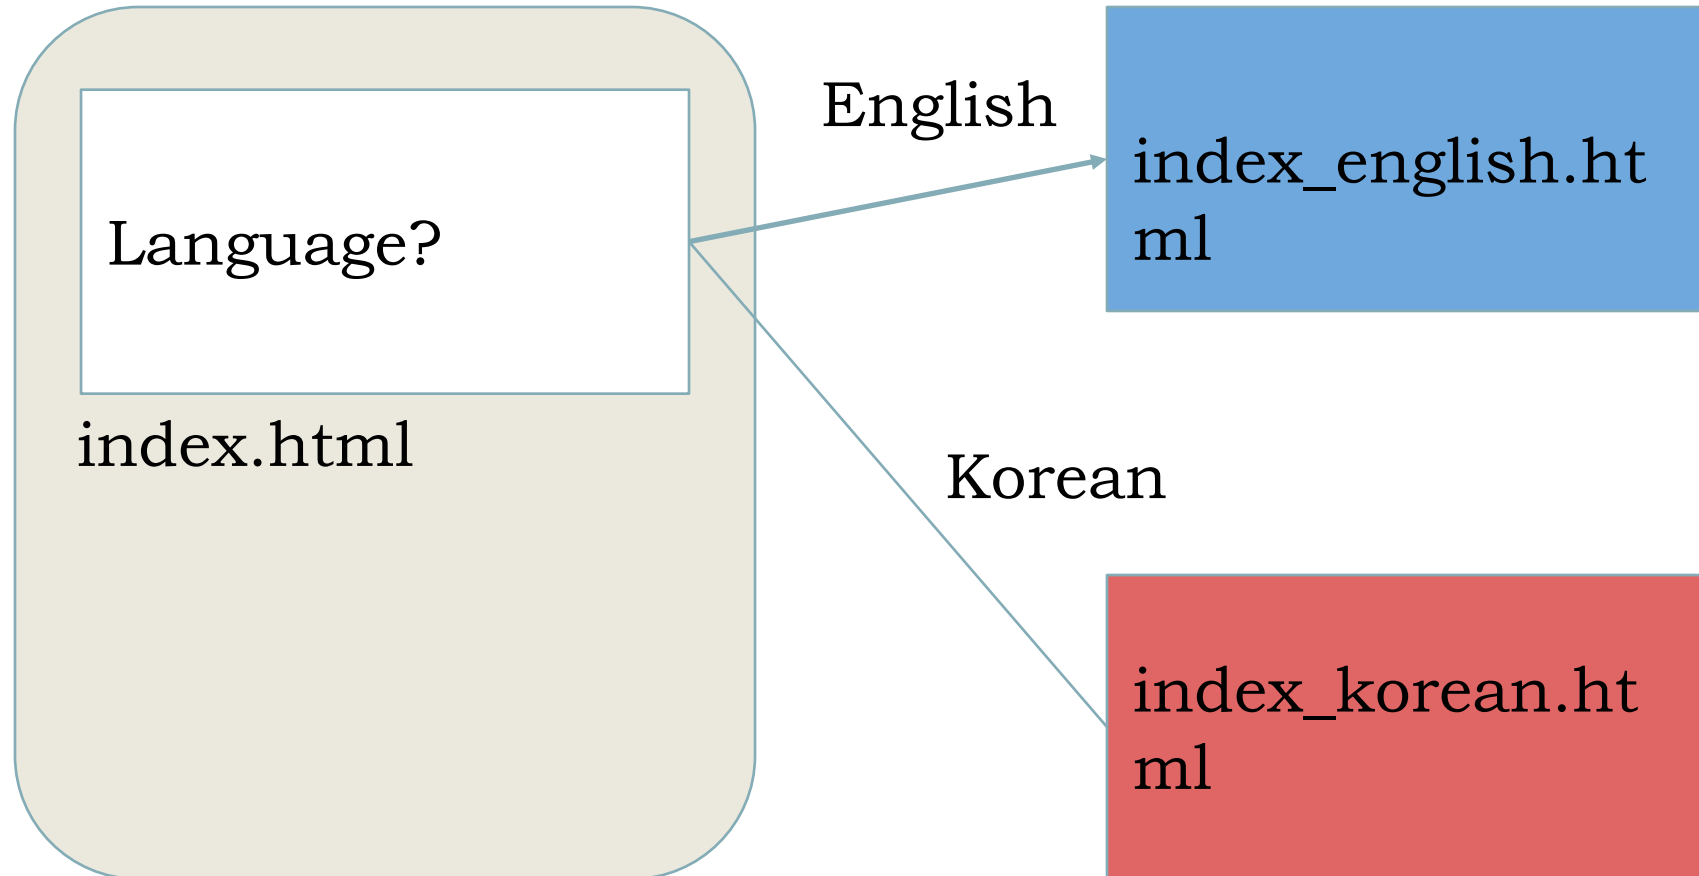 Language?
index.html
English
index_english.ht
ml
Korean
index_korean.ht
ml